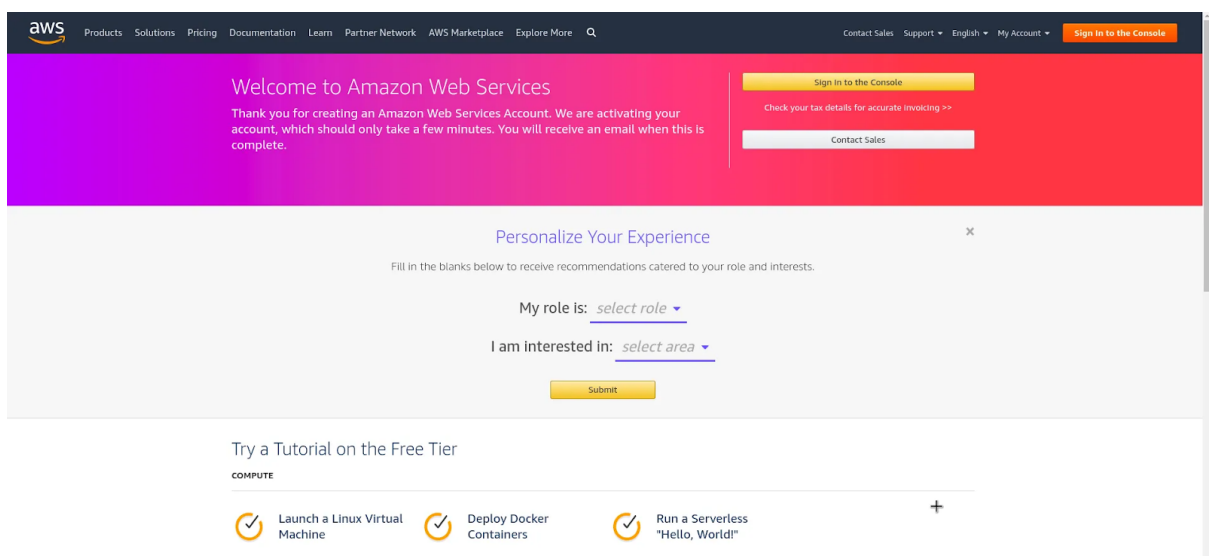 aws Products Solutions Pricing Documentation Learn Partner Network AWS Marketplace Explore More Contact Sales Support English My Account Sign In to the Console
Welcome to Amazon Web Services
Thank you for creating an Amazon Web Services Account. We are activating your
account, which should only take a few minutes. You will receive an email when this is
complete.
Sign In to the Console
Check your tax details for accurate invoicing >>
Contact Sales
Personalize Your Experience
Fill in the blanks below to receive recommendations catered to your role and interests.
My role is: select role
I am interested in: select area
Submit
Try a Tutorial on the Free Tier
COMPUTE
Launch a Linux Virtual
Machine
Deploy Docker
Containers
Run a Serverless
"Hello, World!"